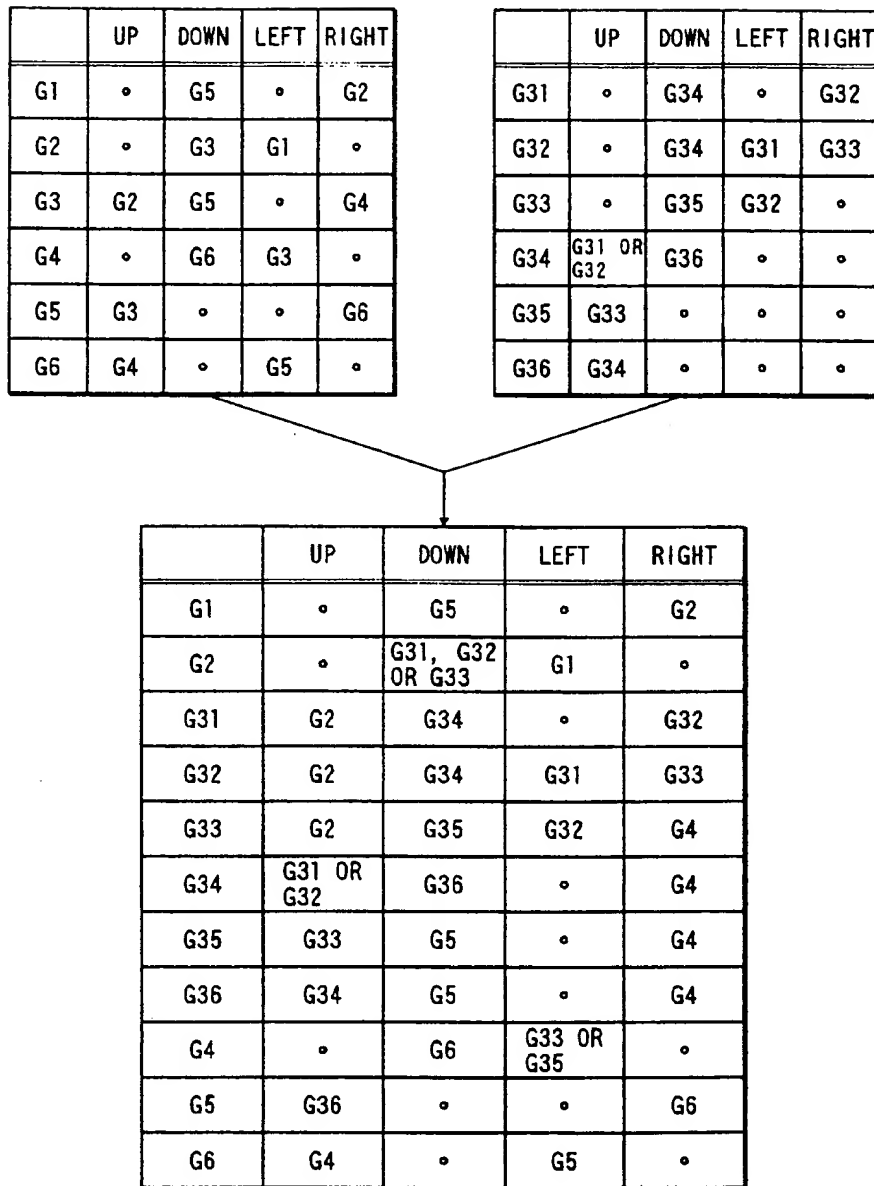 UP DOWN LEFT RIGHT
G1 ∘ G5 ∘ G2
G2 ∘ G3 G1 ∘
G3 G2 G5 ∘ G4
G4 ∘ G6 G3 ∘
G5 G3 ∘ ∘ G6
G6 G4 ∘ G5 ∘
UP DOWN LEFT RIGHT
G31 ∘ G34 ∘ G32
G32 ∘ G34 G31 G33
G33 ∘ G35 G32 ∘
G34 G31 OR G32 G36 ∘ ∘
G35 G33 ∘ ∘ ∘
G36 G34 ∘ ∘ ∘
UP DOWN LEFT RIGHT
G1 ∘ G5 ∘ G2
G2 ∘ G31, G32 OR G33 G1 ∘
G31 G2 G34 ∘ G32
G32 G2 G34 G31 G33
G33 G2 G35 G32 G4
G34 G31 OR G32 G36 ∘ G4
G35 G33 G5 ∘ G4
G36 G34 G5 ∘ G4
G4 ∘ G6 G33 OR G35 ∘
G5 G36 ∘ ∘ G6
G6 G4 ∘ G5 ∘